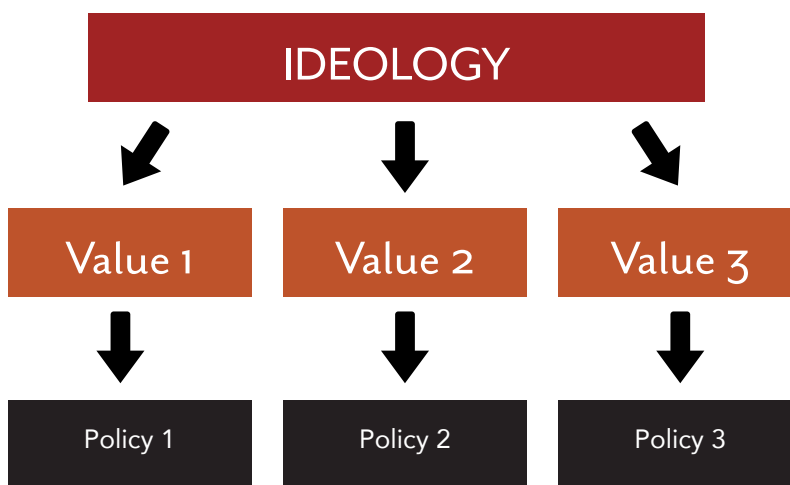 IDEOLOGY
Value 1
Value 2
Value 3
Policy 1
Policy 2
Policy 3